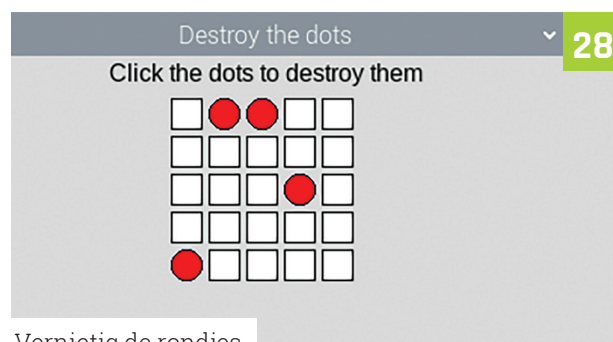 Destroy the dots
28
Click the dots to destroy them
Vernietig de rondjes